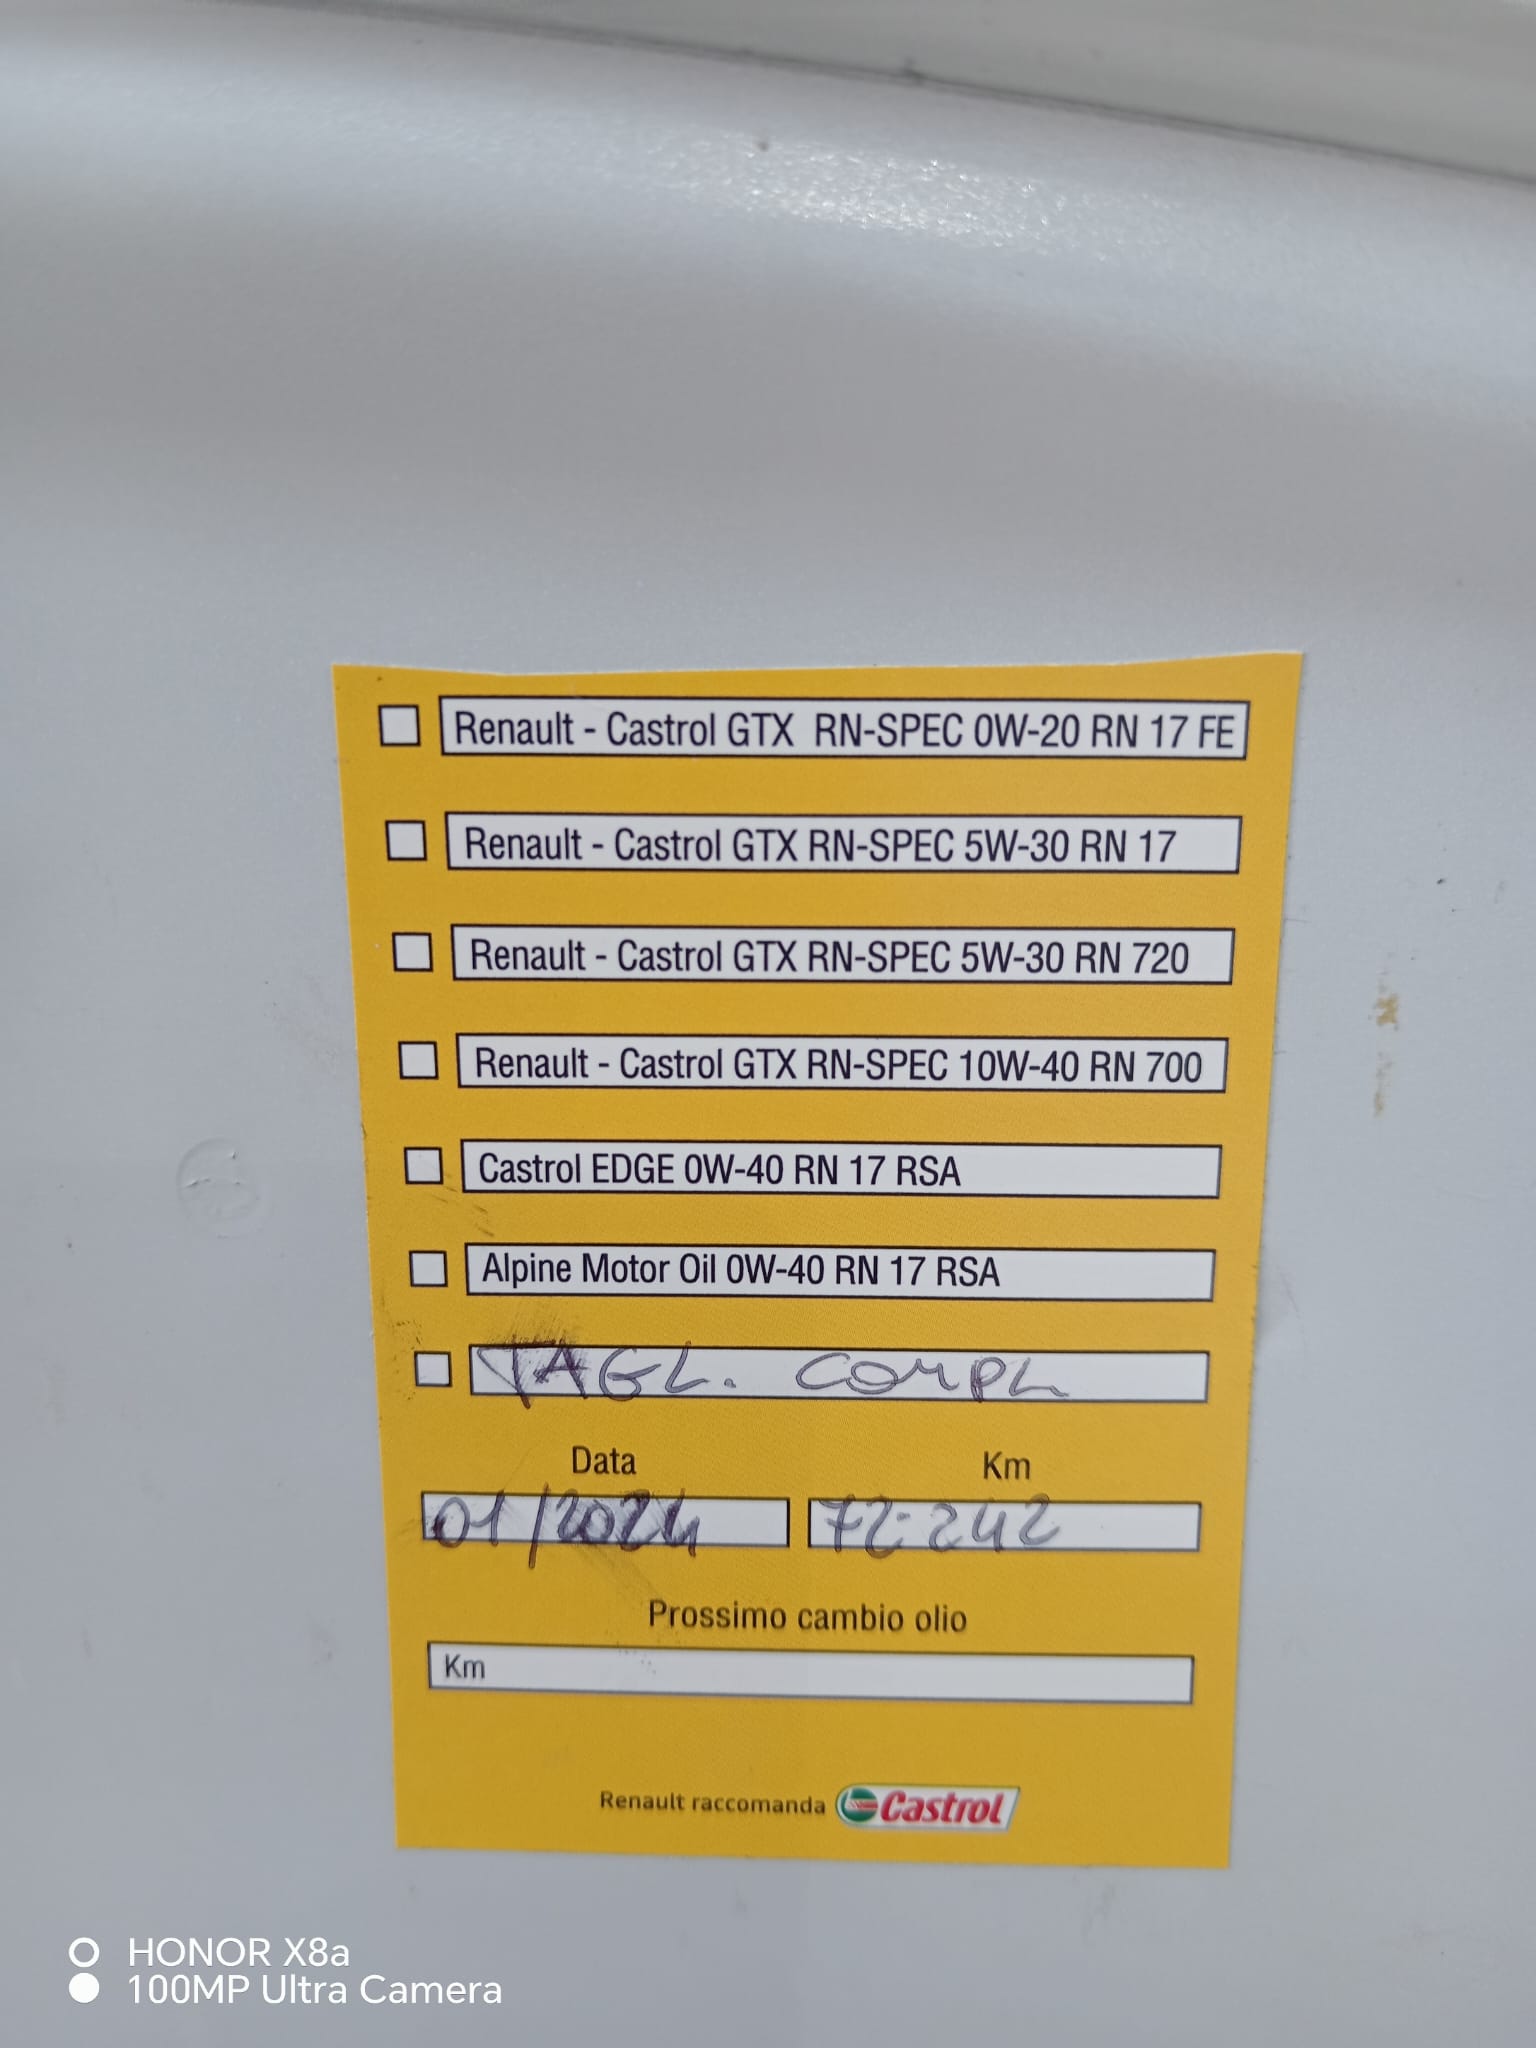 Renault - Castrol GTX RN-SPEC 0W-20 RN 17 FE
Renault - Castrol GTX RN-SPEC 5W-30 RN 17
Renault - Castrol GTX RN-SPEC 5W-30 RN 720
Renault - Castrol GTX RN-SPEC 10W-40 RN 700
Castrol EDGE 0W-40 RN 17 RSA
Alpine Motor Oil 0W-40 RN 17 RSA
TAGL. COMPL
Data Km
01/2024 72.242
Prossimo cambio olio
Km
Renault raccomanda Castrol
HONOR X8a
100MP Ultra Camera